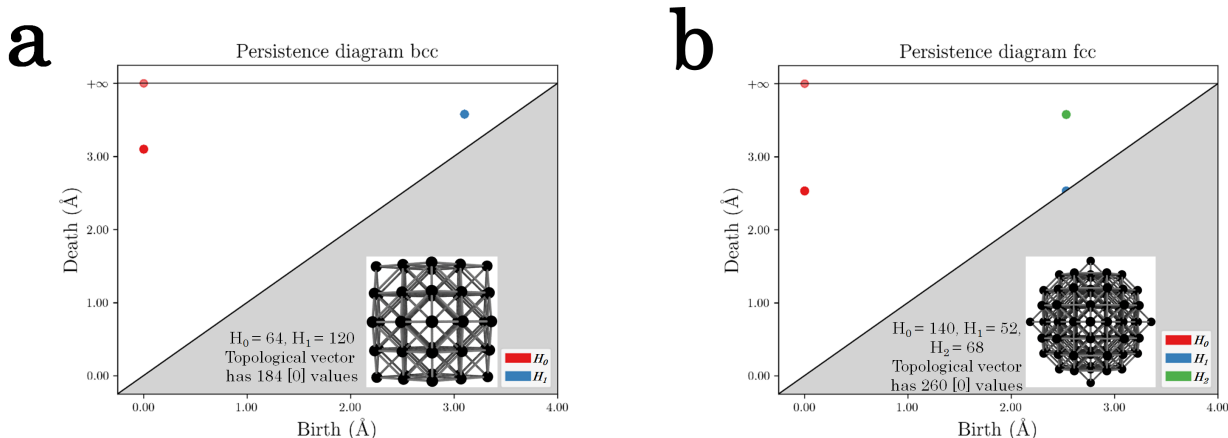 a
Persistence diagram bcc
+∞
3.00
2.00
1.00
0.00
Death (Å)
H₀ = 64, H₁ = 120
Topological vector
has 184 [0] values
H₀
H₁
0.00 1.00 2.00 3.00 4.00
Birth (Å)
b
Persistence diagram fcc
+∞
3.00
2.00
1.00
0.00
Death (Å)
H₀ = 140, H₁ = 52,
H₂ = 68
Topological vector
has 260 [0] values
H₀
H₁
H₂
0.00 1.00 2.00 3.00 4.00
Birth (Å)